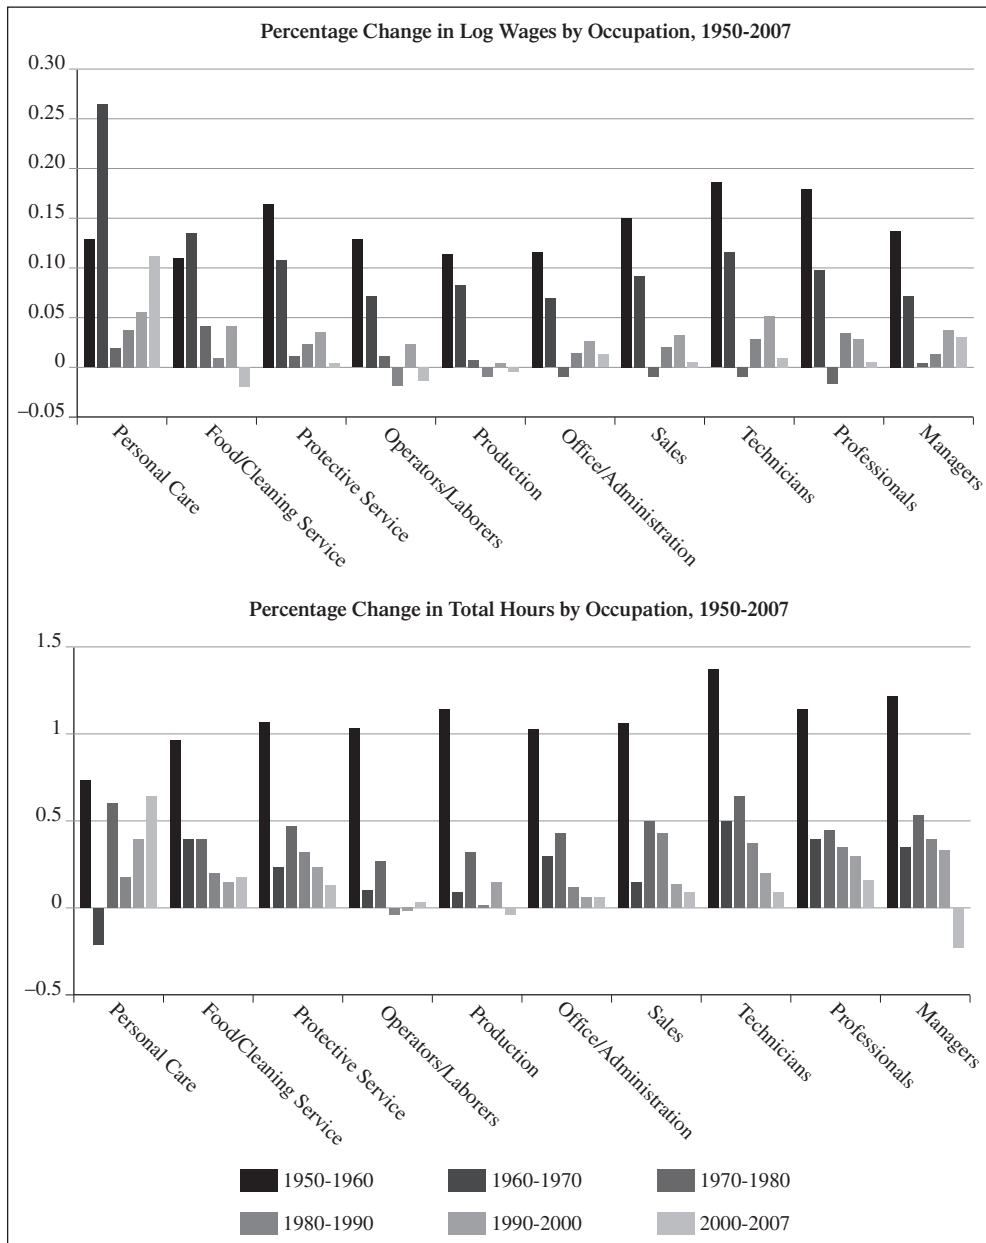 Percentage Change in Log Wages by Occupation, 1950-2007
0.30
0.25
0.20
0.15
0.10
0.05
0
–0.05
Personal Care
Food/Cleaning Service
Protective Service
Operators/Laborers
Production
Office/Administration
Sales
Technicians
Professionals
Managers
Percentage Change in Total Hours by Occupation, 1950-2007
1.5
1
0.5
0
–0.5
Personal Care
Food/Cleaning Service
Protective Service
Operators/Laborers
Production
Office/Administration
Sales
Technicians
Professionals
Managers
1950-1960 1960-1970 1970-1980
1980-1990 1990-2000 2000-2007